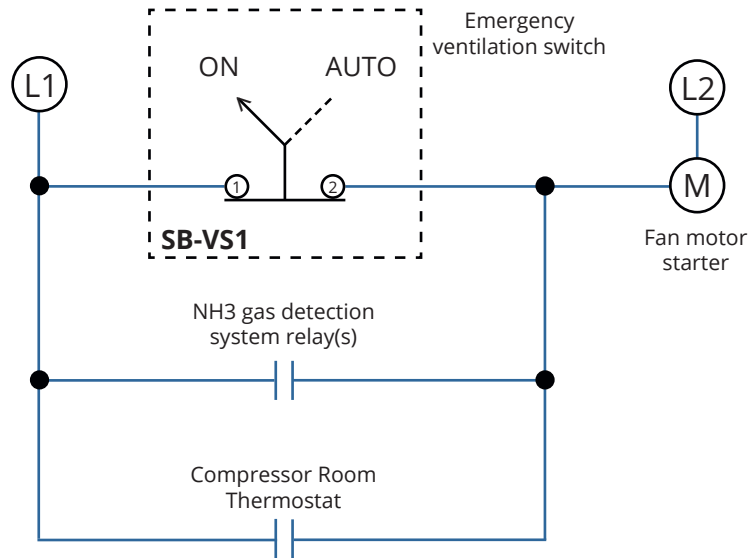 Emergency
ventilation switch
ON
AUTO
L1
L2
1
2
M
SB-VS1
Fan motor
starter
NH3 gas detection
system relay(s)
Compressor Room
Thermostat